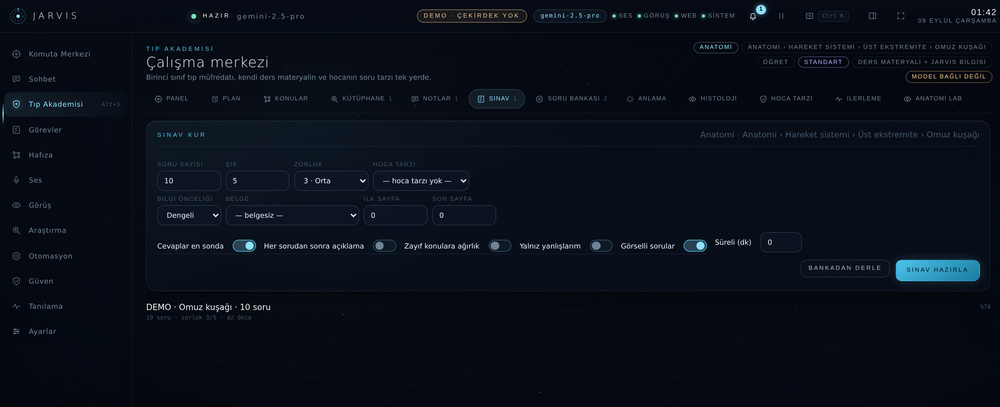 JARVIS
HAZIR gemini-2.5-pro
DEMO · ÇEKİRDEK YOK
gemini-2.5-pro
SES GÖRÜŞ WEB SİSTEM
1
Ctrl K
01:42
09 EYLÜL ÇARŞAMBA
Komuta Merkezi
Sohbet
Tıp Akademisi Alt+3
Görevler
Hafıza
Ses
Görüş
Araştırma
Otomasyon
Güven
Tanılama
Ayarlar
TIP AKADEMİSİ
Çalışma merkezi
Birinci sınıf tıp müfredatı, kendi ders materyalin ve hocanın soru tarzı tek yerde.
ANATOMİ ANATOMİ › HAREKET SİSTEMİ › ÜST EKSTREMİTE › OMUZ KUŞAĞI
ÖĞRET STANDART DERS MATERYALİ + JARVIS BİLGİSİ
MODEL BAĞLI DEĞİL
PANEL PLAN KONULAR KÜTÜPHANE 1 NOTLAR 1 SINAV 1 SORU BANKASI 2 ANLAMA HİSTOLOJİ HOCA TARZI İLERLEME ANATOMİ LAB
SINAV KUR Anatomi · Anatomi › Hareket sistemi › Üst ekstremite › Omuz kuşağı
SORU SAYISI ŞIK ZORLUK HOCA TARZI
10 5 3 · Orta — hoca tarzı yok —
BİLGİ ÖNCELİĞİ BELGE İLK SAYFA SON SAYFA
Dengeli — belgesiz — 0 0
Cevaplar en sonda Her sorudan sonra açıklama Zayıf konulara ağırlık Yalnız yanlışlarım Görselli sorular Süreli (dk) 0
BANKADAN DERLE SINAV HAZIRLA
DEMO · Omuz kuşağı · 10 soru %70
10 soru · zorluk 3/5 · az önce